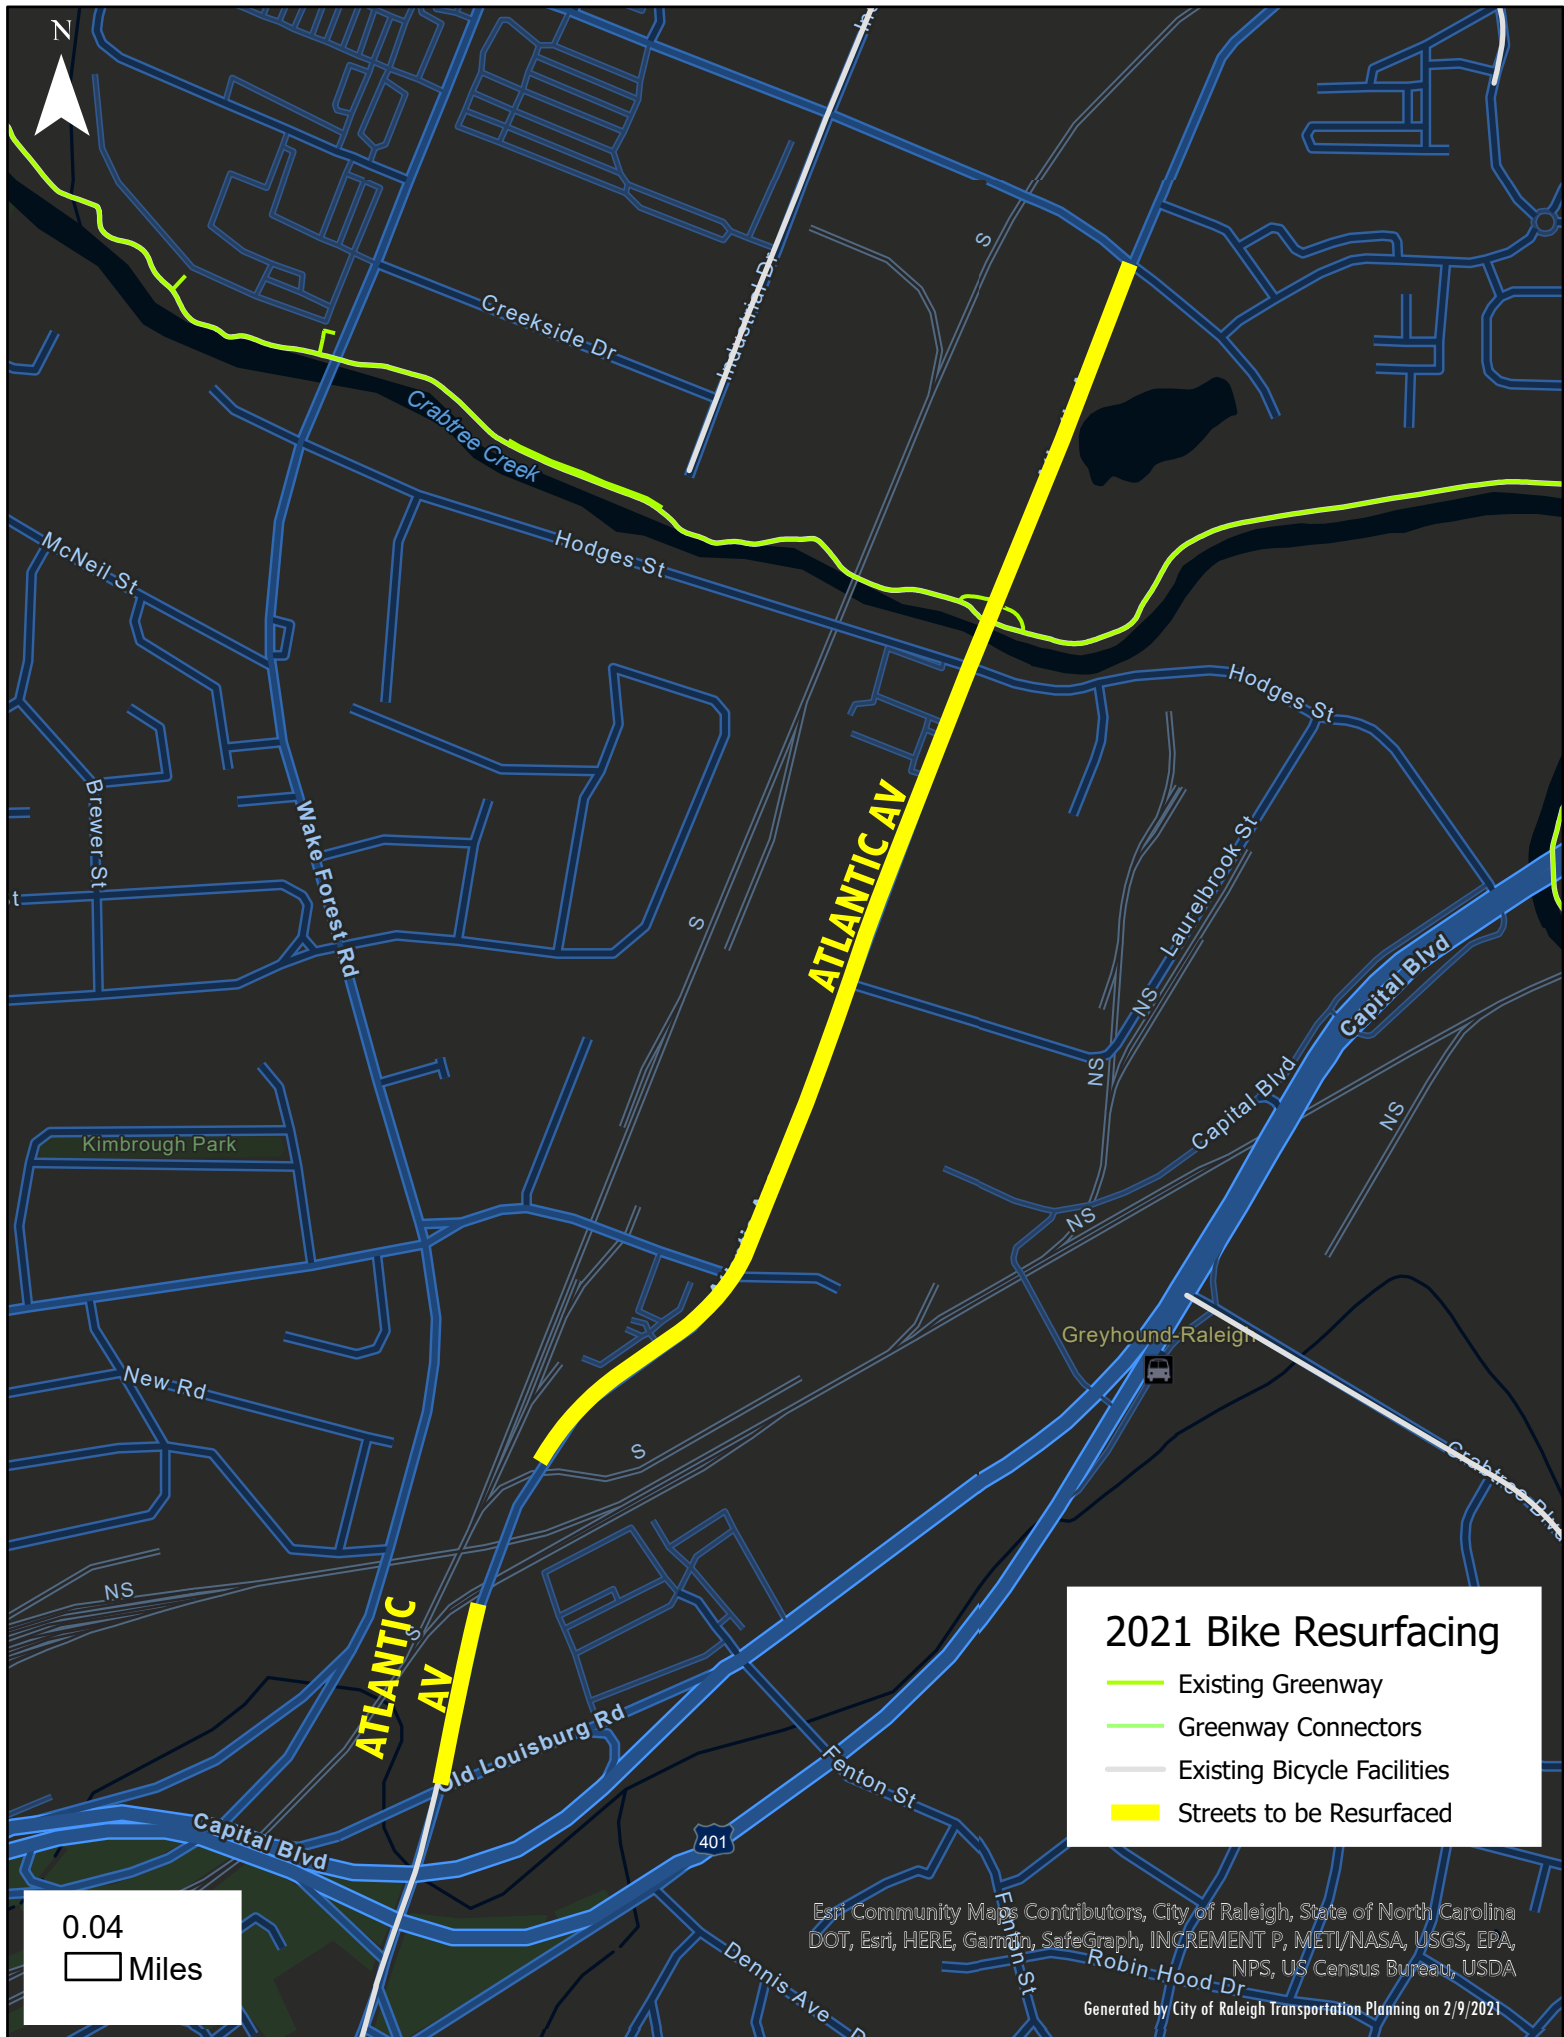 N
Ind
S
Industrial Dr
Creekside Dr
Crabtree Creek
McNeil St
Hodges St
Hodges St
Brewer St
Wake Forest Rd
t
S
ATLANTIC AV
Laurelbrook St
NS
NS
Capital Blvd
Capital Blvd
NS
NS
Kimbrough Park
Greyhound-Raleigh
New Rd
S
Crabtree Blvd
NS
S
ATLANTIC
AV
Old Louisburg Rd
Fenton St
Capital Blvd
401
Fenton St
Dennis Ave
D
Robin Hood Dr
2021 Bike Resurfacing
Existing Greenway
Greenway Connectors
Existing Bicycle Facilities
Streets to be Resurfaced
0.04
Miles
Esri Community Maps Contributors, City of Raleigh, State of North Carolina
DOT, Esri, HERE, Garmin, SafeGraph, INCREMENT P, METI/NASA, USGS, EPA,
NPS, US Census Bureau, USDA
Generated by City of Raleigh Transportation Planning on 2/9/2021